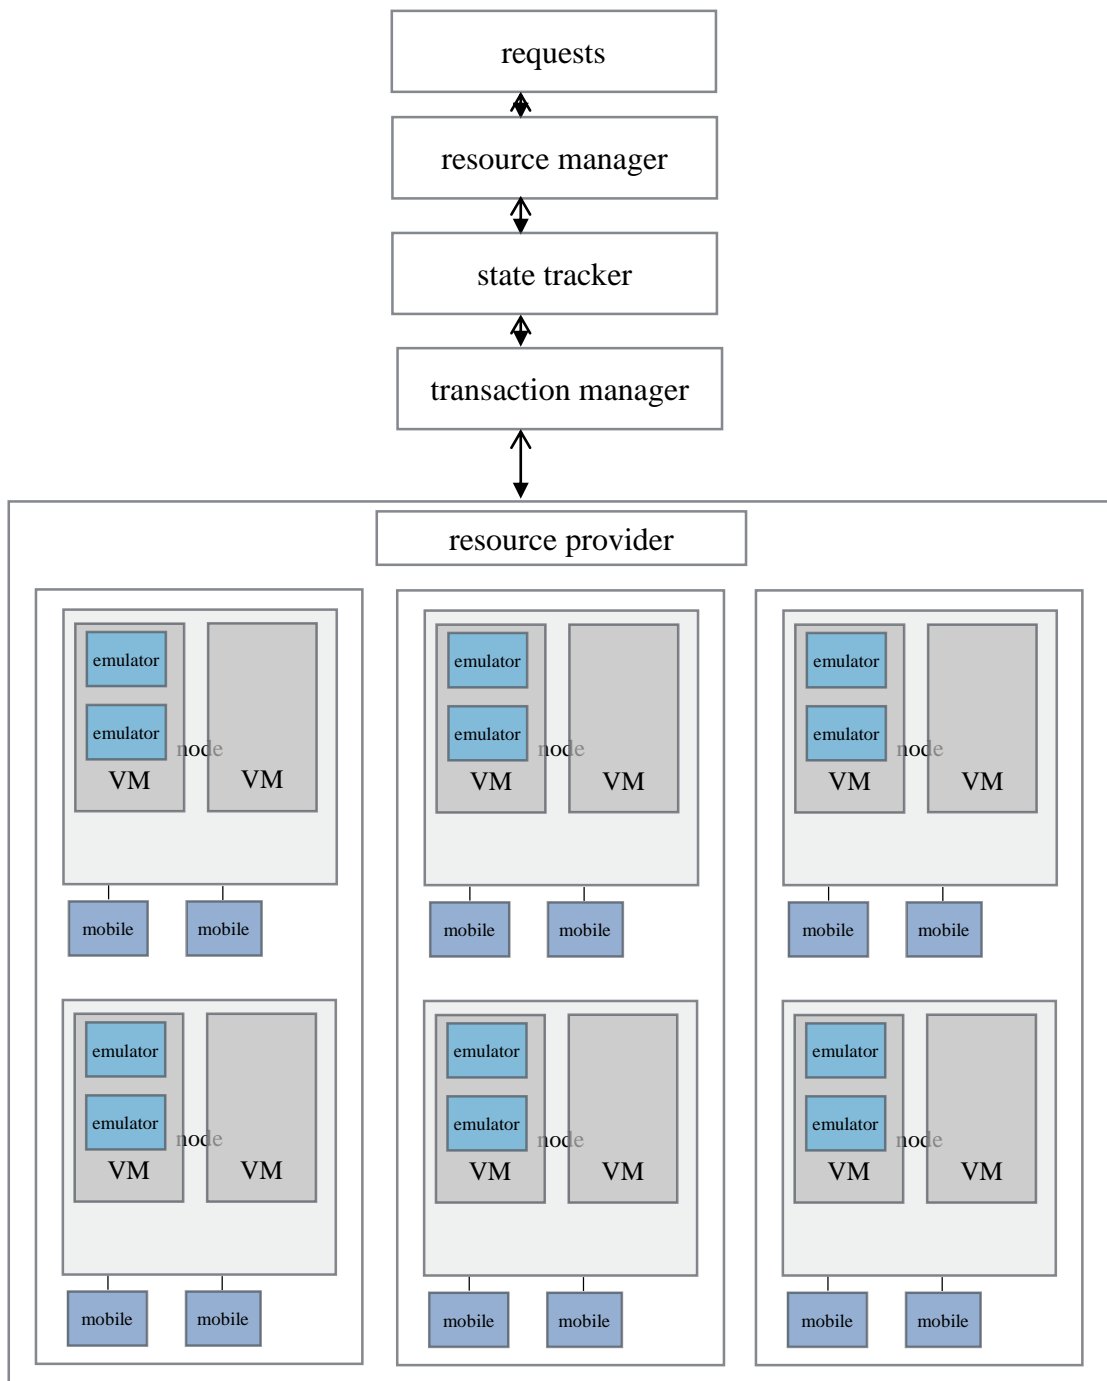 requests
resource manager
state tracker
transaction manager
resource provider
emulator
emulator
node
VM
VM
mobile
mobile
emulator
emulator
node
VM
VM
mobile
mobile
emulator
emulator
node
VM
VM
mobile
mobile
emulator
emulator
node
VM
VM
mobile
mobile
emulator
emulator
node
VM
VM
mobile
mobile
emulator
emulator
node
VM
VM
mobile
mobile